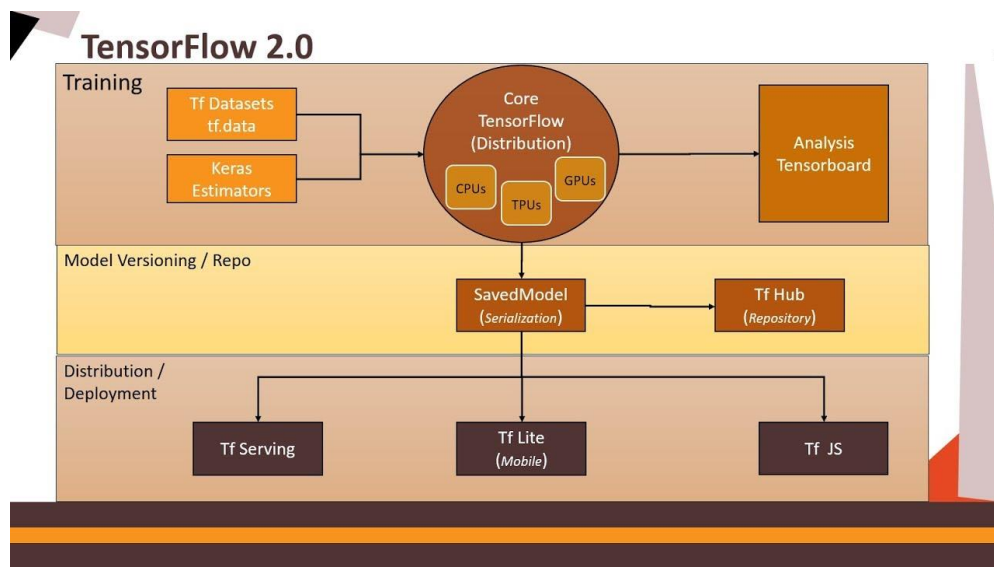 TensorFlow 2.0
Training
Tf Datasets
tf.data
Keras
Estimators
Core
TensorFlow
(Distribution)
CPUs
TPUs
GPUs
Analysis
Tensorboard
Model Versioning / Repo
SavedModel
(Serialization)
Tf Hub
(Repository)
Distribution /
Deployment
Tf Serving
Tf Lite
(Mobile)
Tf JS